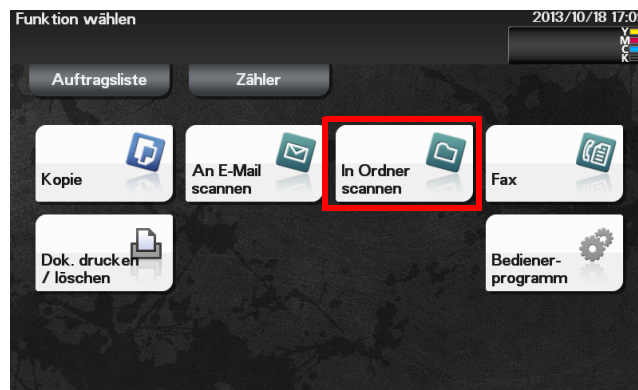 Funktion wählen
2013/10/18 17:0
Y
M
C
K
Auftragsliste
Zähler
Kopie
An E-Mail
scannen
In Ordner
scannen
Fax
Dok. drucken
/ löschen
Bediener-
programm